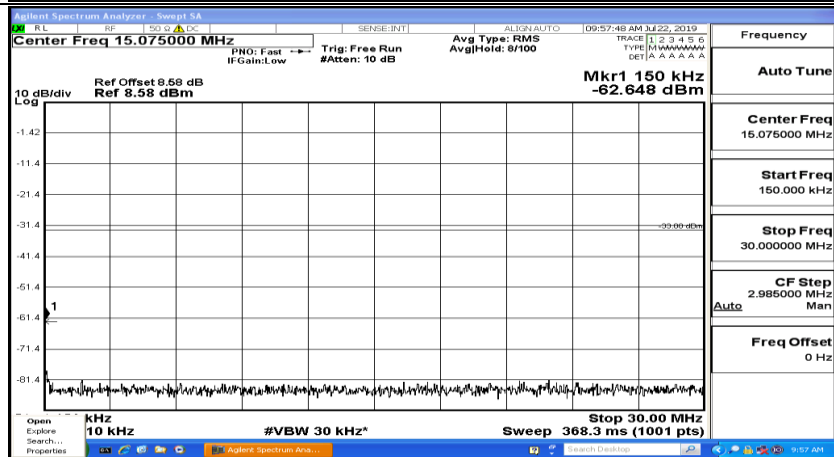 Agilent Spectrum Analyzer - Swept SA
LXI RL RF 50 Ω DC SENSE:INT ALIGN AUTO 09:57:48 AM Jul 22, 2019
Center Freq 15.075000 MHz
PNO: Fast
IFGain:Low
Trig: Free Run
#Atten: 10 dB
Avg Type: RMS
Avg|Hold: 8/100
TRACE 1 2 3 4 5 6
TYPE M WWWWW
DET A A A A A A
Ref Offset 8.58 dB
10 dB/div Ref 8.58 dBm
Log
Mkr1 150 kHz
-62.648 dBm
-1.42
-11.4
-21.4
-31.4
-33.00 dBm
-41.4
-51.4
1
-61.4
-71.4
-81.4
kHz Stop 30.00 MHz
10 kHz #VBW 30 kHz* Sweep 368.3 ms (1001 pts)
Open
Explore
Search...
Properties
Agilent Spectrum Ana...
Search Desktop
9:57 AM
Frequency
Auto Tune
Center Freq
15.075000 MHz
Start Freq
150.000 kHz
Stop Freq
30.000000 MHz
CF Step
2.985000 MHz
Auto Man
Freq Offset
0 Hz